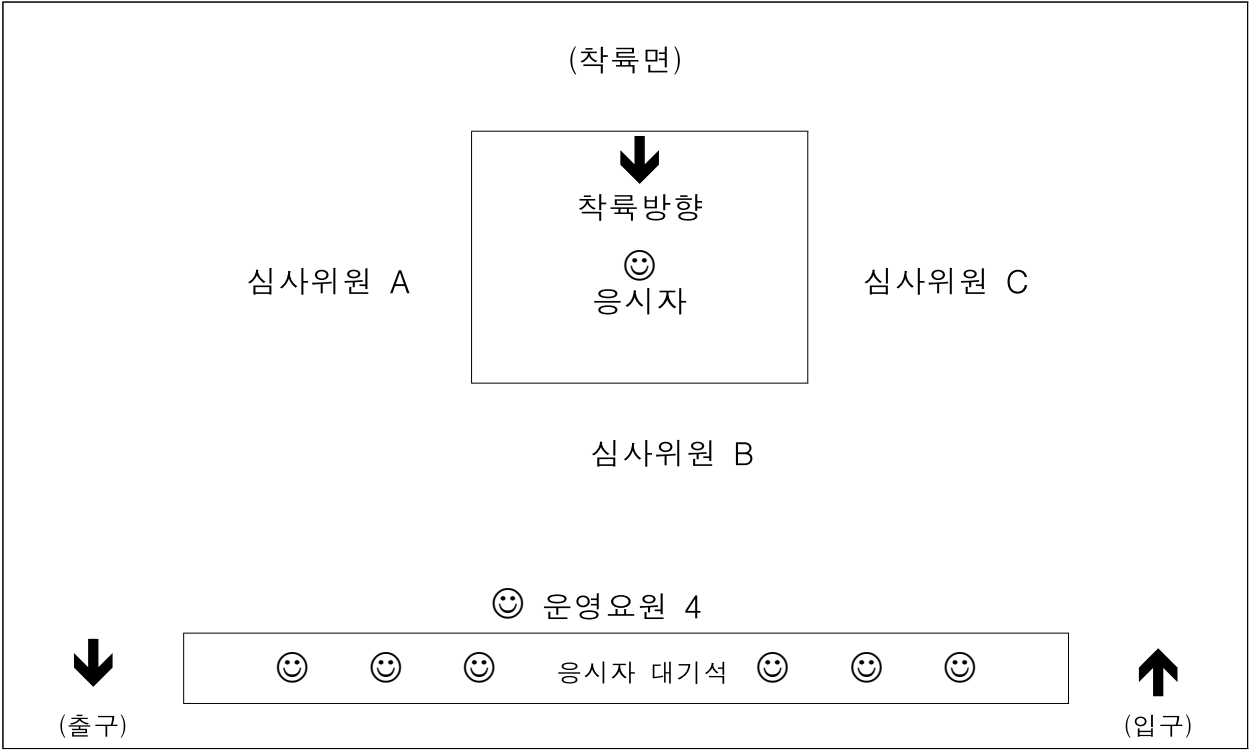 (착륙면)
착륙방향
심사위원 A
응시자
심사위원 C
심사위원 B
운영요원 4
응시자 대기석
(출구)
(입구)